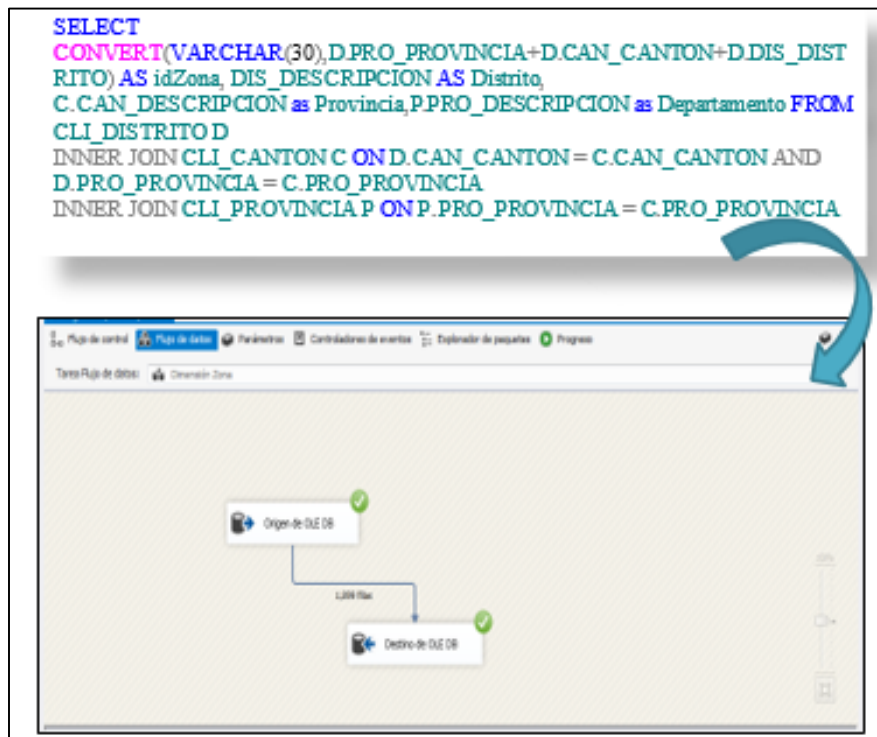 SELECT
CONVERT(VARCHAR(30),D.PRO_PROVINCIA+D.CAN_CANTON+D.DIS_DIST
RITO) AS idZona, DIS_DESCRIPCION AS Distrito,
C.CAN_DESCRIPCION as Provincia,P.PRO_DESCRIPCION as Departamento FROM
CLI_DISTRITO D
INNER JOIN CLI_CANTON C ON D.CAN_CANTON = C.CAN_CANTON AND
D.PRO_PROVINCIA = C.PRO_PROVINCIA
INNER JOIN CLI_PROVINCIA P ON P.PRO_PROVINCIA = C.PRO_PROVINCIA
Flujo de control Flujo de datos Parámetros Controladores de eventos Explorador de paquetes Progreso
Tarea Flujo de datos: Dimensión Zona
Origen de OLE DB
filas
Destino de OLE DB